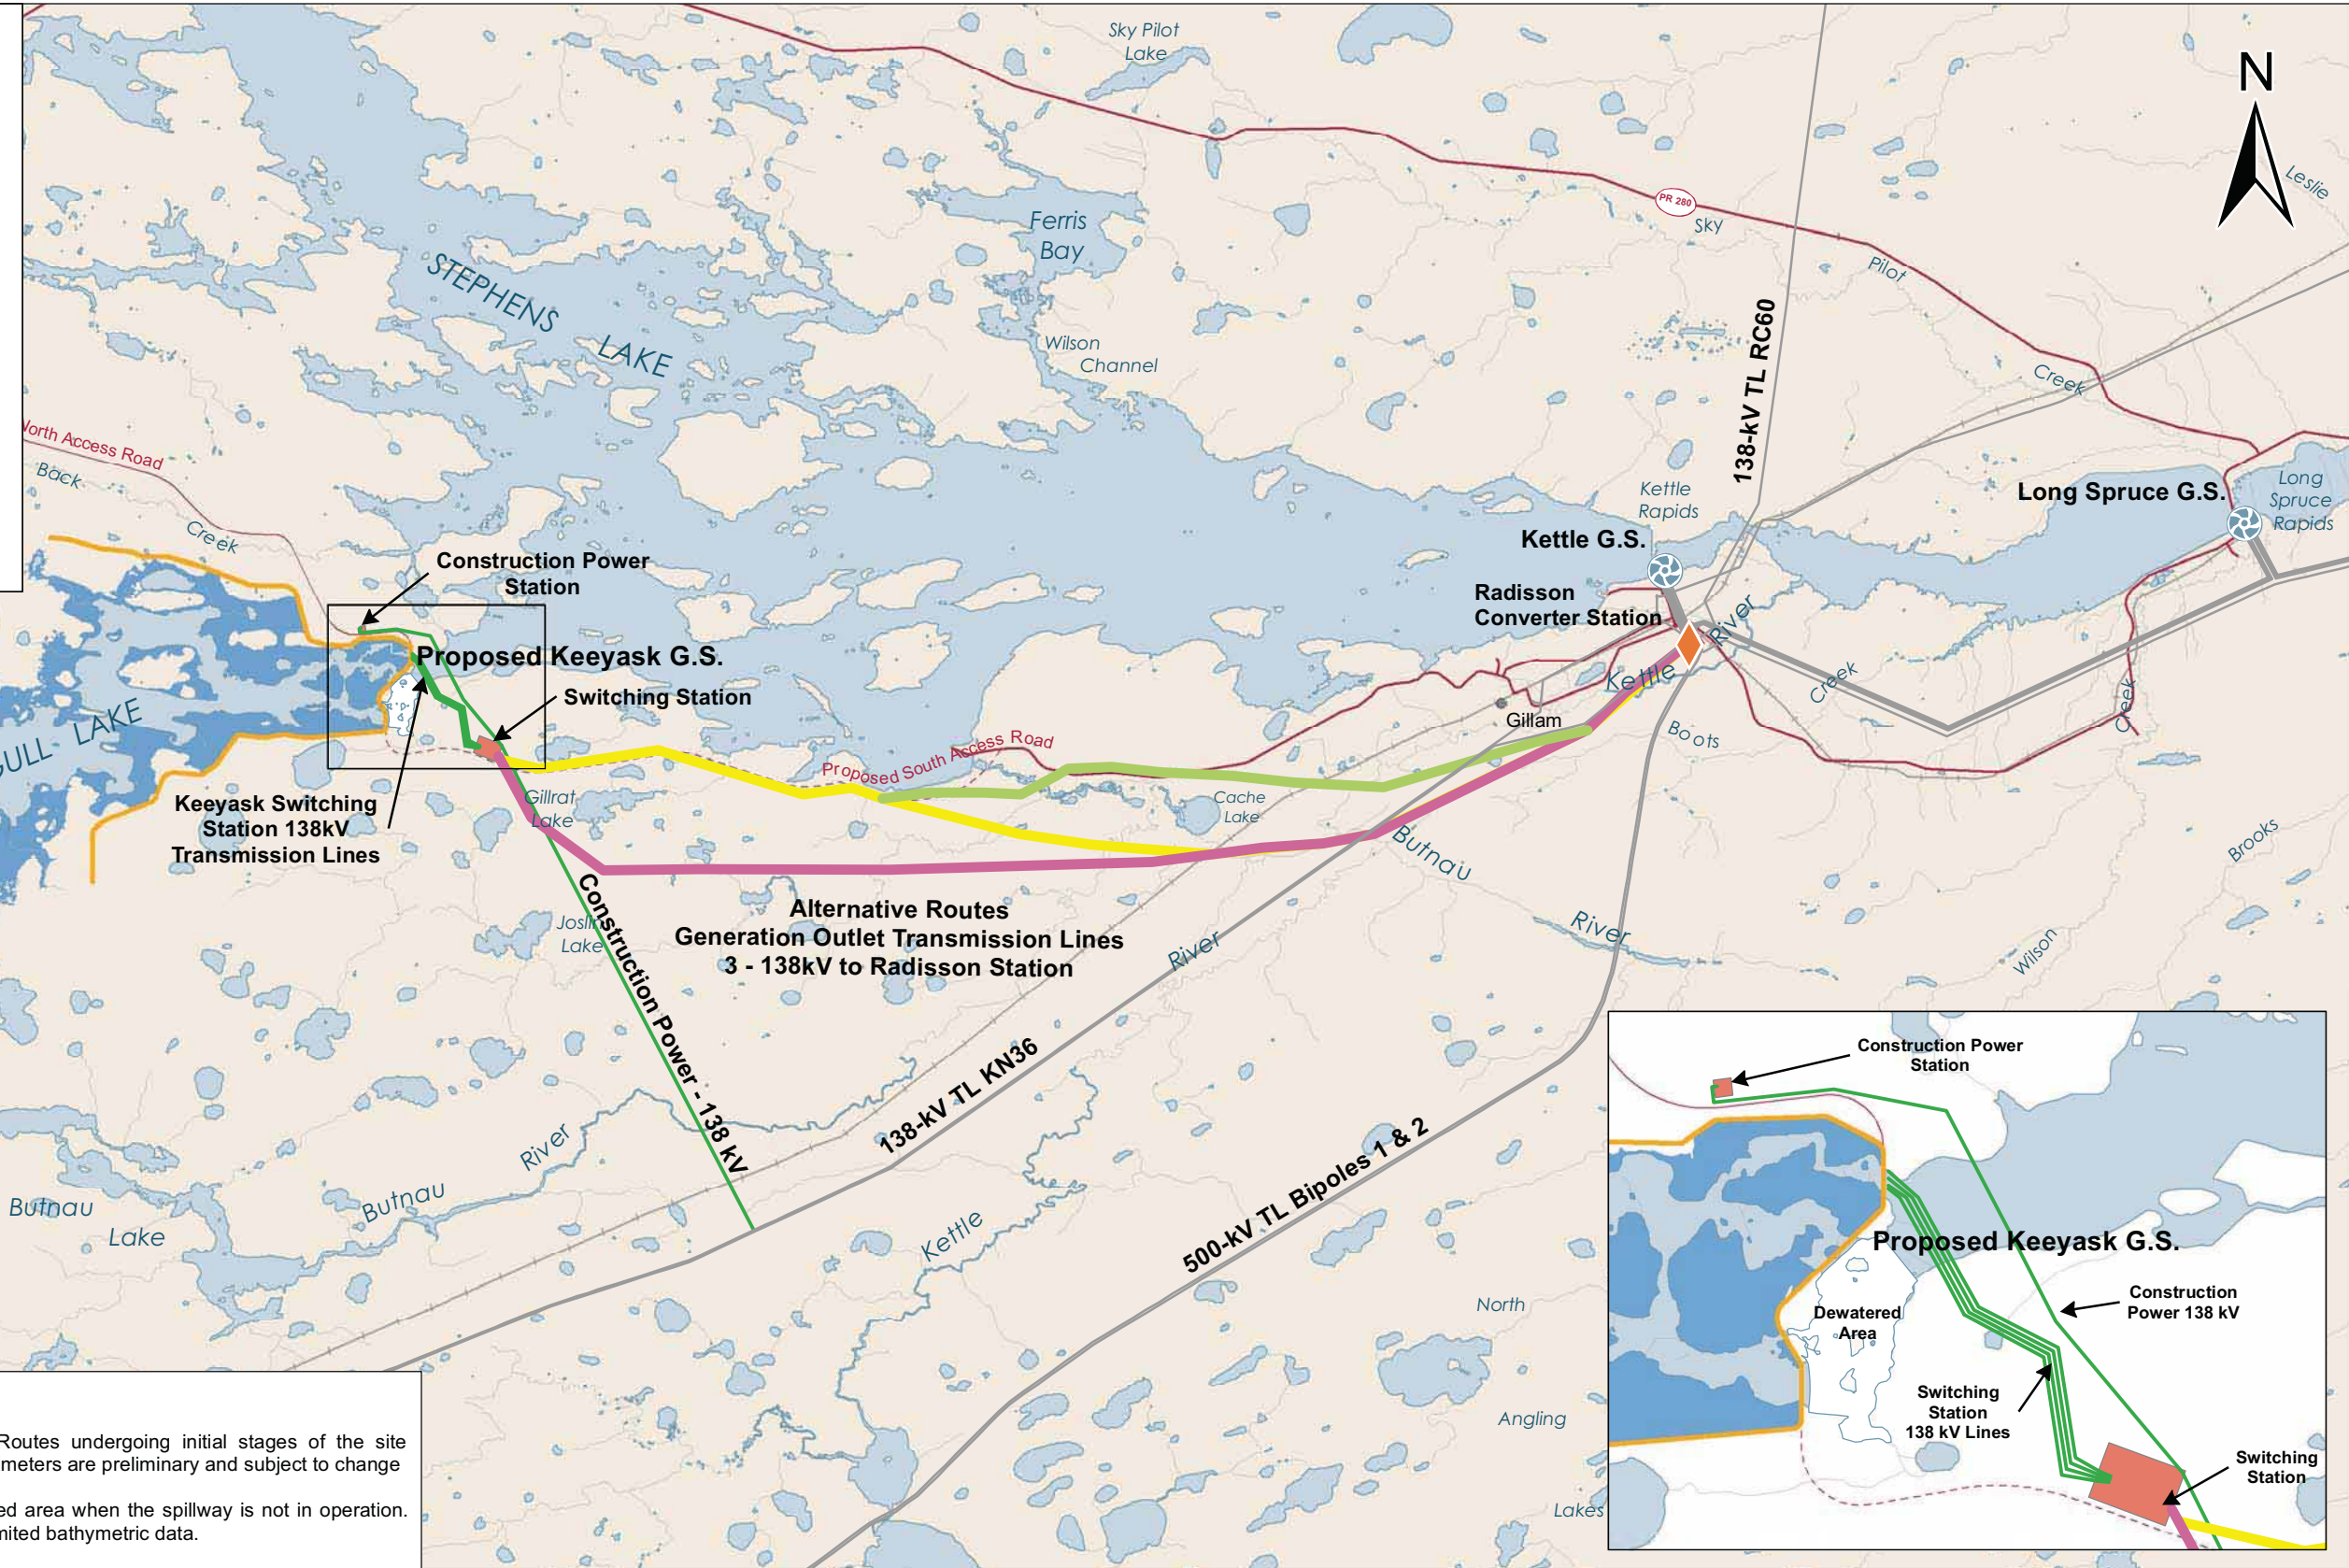 Sky Pilot
Lake
N
Leslie
PR 280
Sky
Pilot
Creek
Ferris
Bay
STEPHENS
LAKE
Wilson
Channel
138-kV TL RC60
North Access Road
Back
Creek
Kettle
Rapids
Long Spruce G.S.
Long
Spruce
Rapids
Kettle G.S.
Construction Power
Station
Radisson
Converter Station
River
Kettle
Creek
Creek
Proposed Keeyask G.S.
Switching Station
GULL LAKE
Gillam
Boots
Proposed South Access Road
Keeyask Switching
Station 138kV
Transmission Lines
Gillrat
Lake
Cache
Lake
Butnau
River
Brooks
Wilson
Joslin
Lake
Construction Power - 138 kV
Alternative Routes
Generation Outlet Transmission Lines
3 - 138kV to Radisson Station
River
138-kV TL KN36
500-kV TL Bipoles 1 & 2
River
Butnau
Butnau
Lake
Kettle
North
Angling
Lakes
Construction Power
Station
Proposed Keeyask G.S.
Construction
Power 138 kV
Dewatered
Area
Switching
Station
138 kV Lines
Switching
Station
Routes undergoing initial stages of the site
meters are preliminary and subject to change
ed area when the spillway is not in operation.
mited bathymetric data.